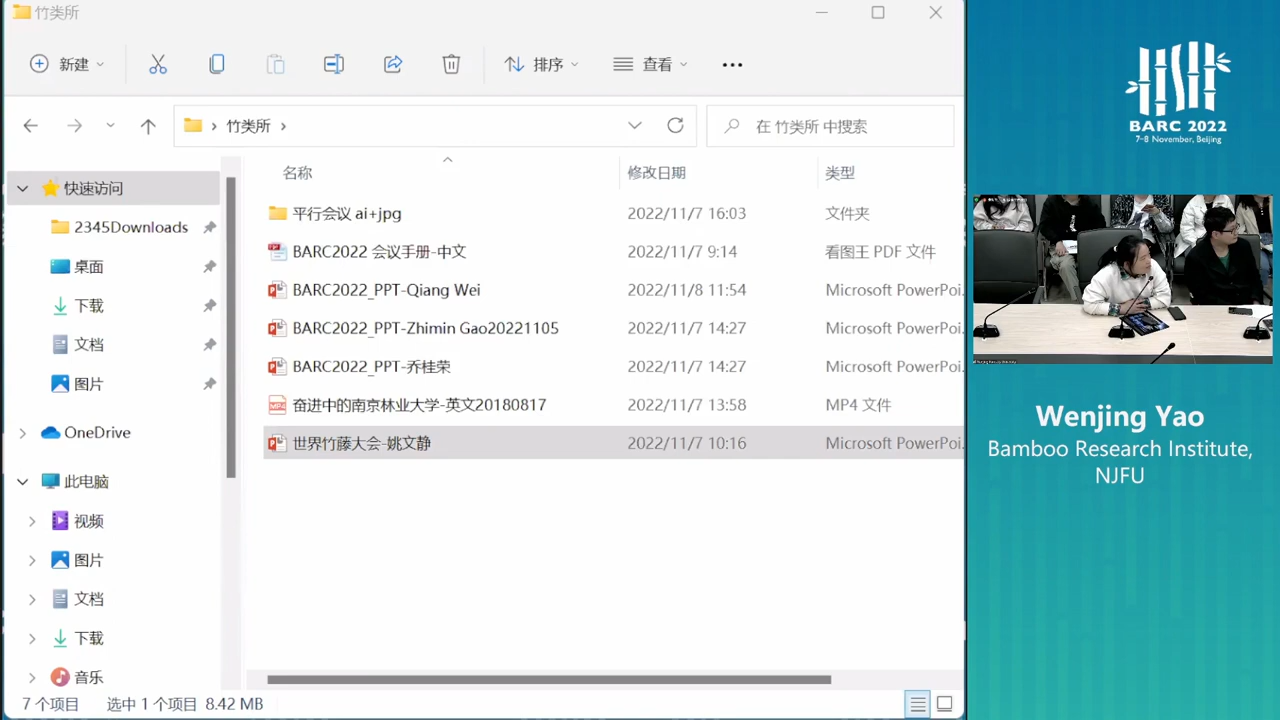 竹类所
新建
排序
查看
竹类所
在 竹类所 中搜索
名称
修改日期
类型
快速访问
2345Downloads
桌面
下载
文档
图片
OneDrive
此电脑
视频
图片
文档
下载
音乐
平行会议 ai+jpg 2022/11/7 16:03 文件夹
BARC2022 会议手册-中文 2022/11/7 9:14 看图王 PDF 文件
BARC2022_PPT-Qiang Wei 2022/11/8 11:54 Microsoft PowerPoi.
BARC2022_PPT-Zhimin Gao20221105 2022/11/7 14:27 Microsoft PowerPoi.
BARC2022_PPT-乔桂荣 2022/11/7 14:27 Microsoft PowerPoi.
奋进中的南京林业大学-英文20180817 2022/11/7 13:58 MP4 文件
世界竹藤大会-姚文静 2022/11/7 10:16 Microsoft PowerPoi.
7 个项目 选中 1 个项目 8.42 MB
BARC 2022
7-8 November, Beijing
Wenjing Yao
Bamboo Research Institute,
NJFU